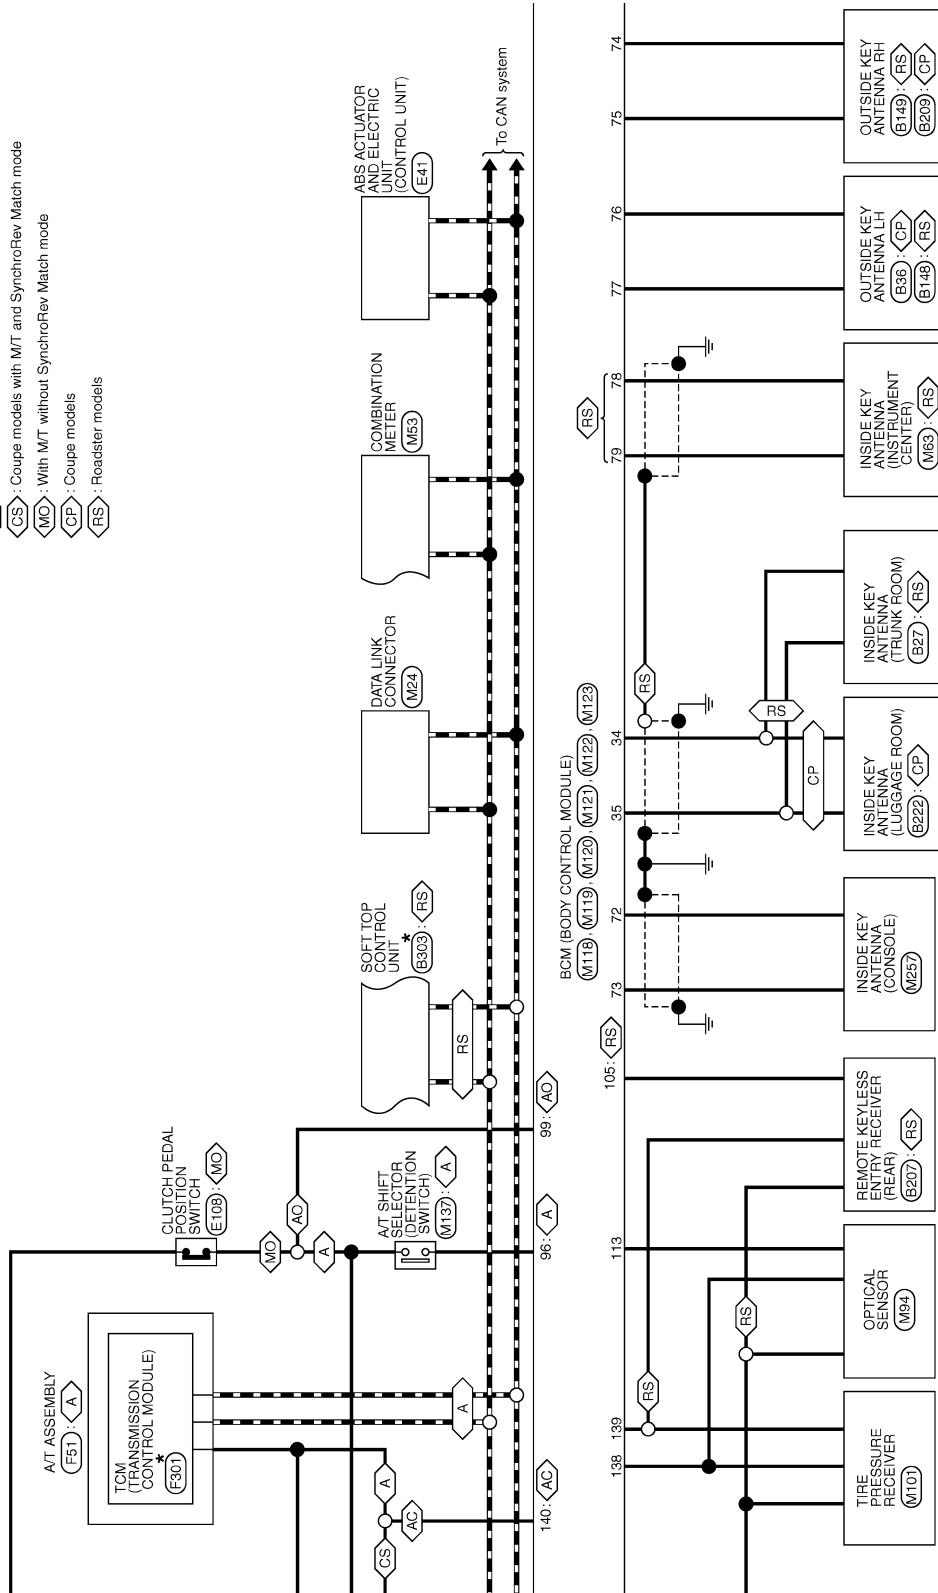 CS : Coupe models with M/T and SynchroRev Match mode
MO : With M/T without SynchroRev Match mode
CP : Coupe models
RS : Roadster models
A/T ASSEMBLY
F51 : A
TCM
(TRANSMISSION
CONTROL MODULE)
*
F301
CLUTCH PEDAL
POSITION
SWITCH
E108 : MO
MO
AO
A
A/T SHIFT
SELECTOR
(DETENTION
SWITCH)
M137 : A
A
CS
AC
A
SOFT TOP
CONTROL
UNIT
*
B303 : RS
RS
DATA LINK
CONNECTOR
M24
COMBINATION
METER
M53
ABS ACTUATOR
AND ELECTRIC
UNIT
(CONTROL UNIT)
E41
To CAN system
140 : AC
96 : A
99 : AO
BCM (BODY CONTROL MODULE)
M118 , M119 , M120 , M121 , M122 , M123
138
139
113
105 : RS
73
72
35
34
79
78
RS
77
76
75
74
RS
RS
RS
RS
CP
TIRE
PRESSURE
RECEIVER
M101
OPTICAL
SENSOR
M94
REMOTE KEYLESS
ENTRY RECEIVER
(REAR)
B207 : RS
INSIDE KEY
ANTENNA
(CONSOLE)
M257
INSIDE KEY
ANTENNA
(LUGGAGE ROOM)
B222 : CP
INSIDE KEY
ANTENNA
(TRUNK ROOM)
B27 : RS
INSIDE KEY
ANTENNA
(INSTRUMENT
CENTER)
M63 : RS
OUTSIDE KEY
ANTENNA LH
B36 : CP
B148 : RS
OUTSIDE KEY
ANTENNA RH
B149 : RS
B209 : CP